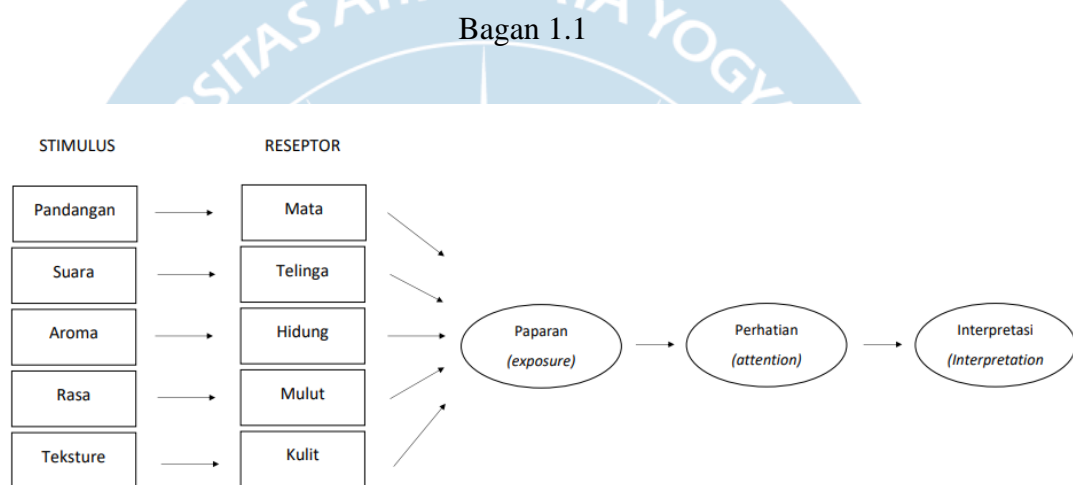 Bagan 1.1
STIMULUS RESEPTOR
Pandangan Mata
Suara Telinga
Aroma Hidung
Paparan
(exposure)
Perhatian
(attention)
Interpretasi
(Interpretation
Rasa Mulut
Teksture Kulit